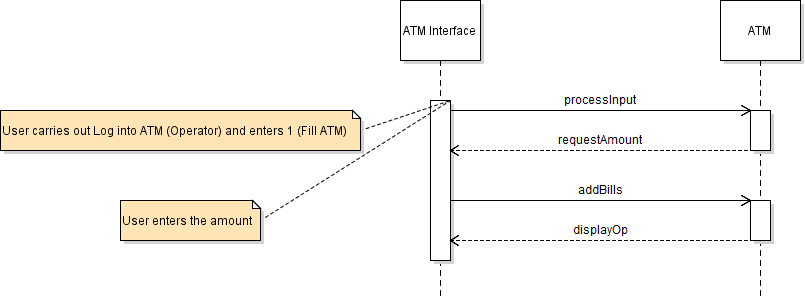 ATM Interface
ATM
processInput
User carries out Log into ATM (Operator) and enters 1 (Fill ATM)
requestAmount
addBills
User enters the amount
displayOp